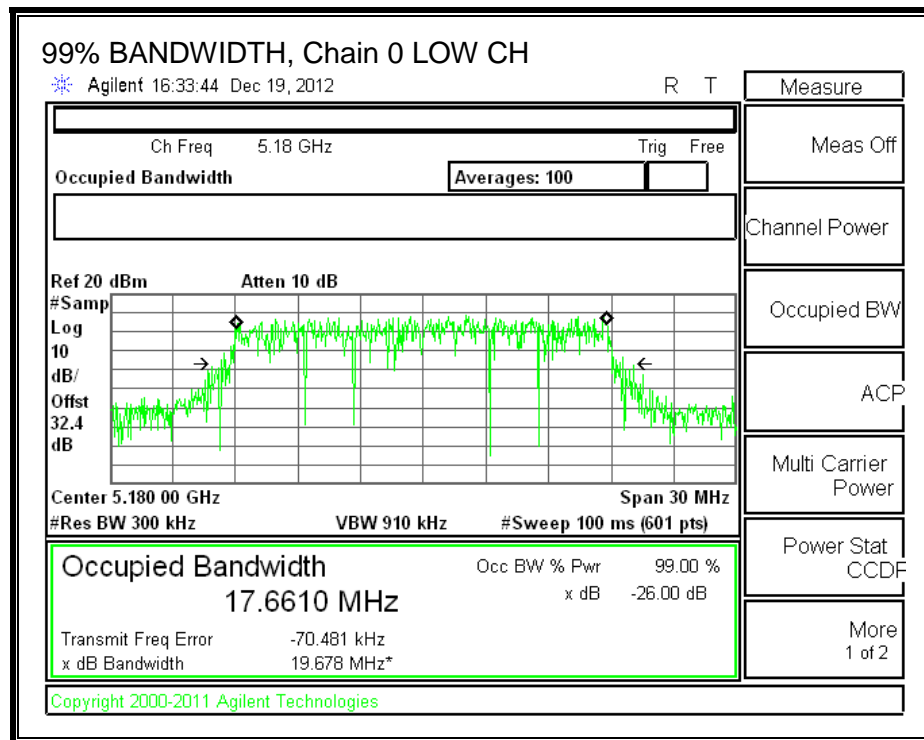 99% BANDWIDTH, Chain 0 LOW CH
Agilent 16:33:44 Dec 19, 2012 R T
Measure
Ch Freq 5.18 GHz Trig Free
Occupied Bandwidth Averages: 100
Meas Off
Channel Power
Occupied BW
ACP
Multi Carrier
Power
Power Stat
CCDF
More
1 of 2
Ref 20 dBm Atten 10 dB
#Samp
Log
10
dB/
Offst
32.4
dB
Center 5.180 00 GHz Span 30 MHz
#Res BW 300 kHz VBW 910 kHz #Sweep 100 ms (601 pts)
Occupied Bandwidth Occ BW % Pwr 99.00 %
17.6610 MHz x dB -26.00 dB
Transmit Freq Error -70.481 kHz
x dB Bandwidth 19.678 MHz*
Copyright 2000-2011 Agilent Technologies